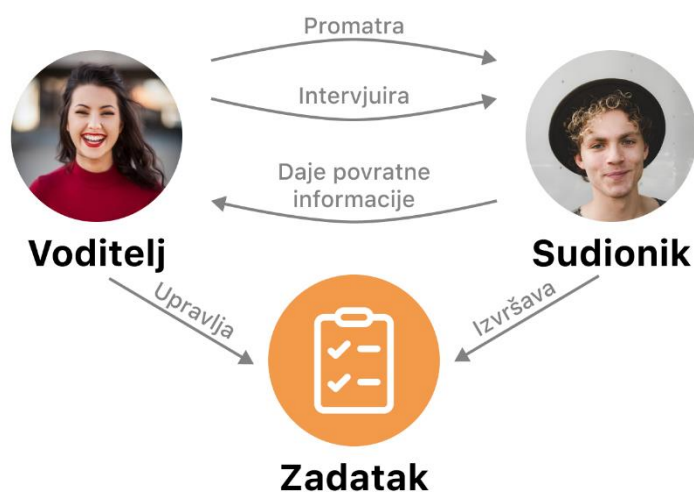 Promatra
Intervjuira
Daje povratne
informacije
Voditelj
Sudionik
Upravlja
Izvršava
Zadatak